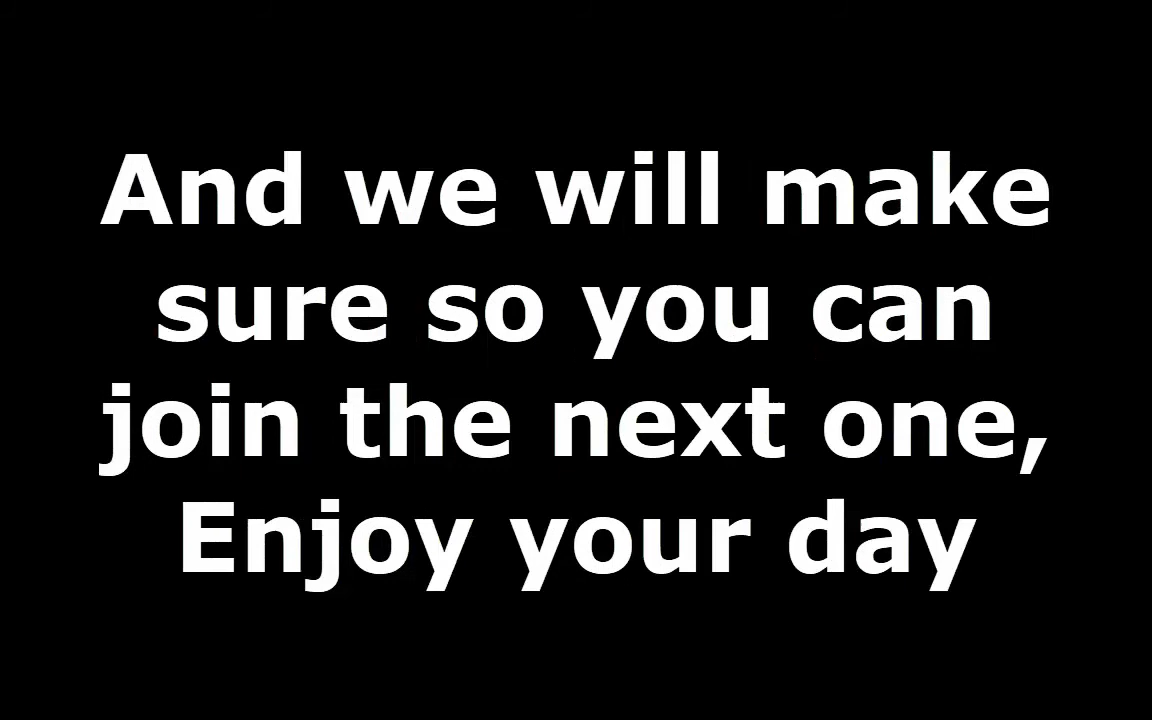 And we will make
sure so you can
join the next one,
Enjoy your day